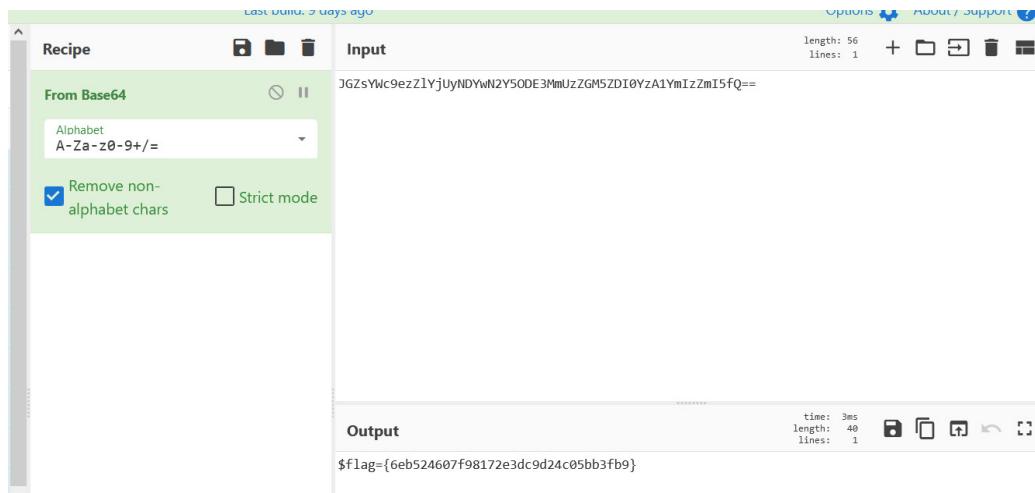 Last build: 9 days ago
Options
About / Support
Recipe
Input
length: 56
lines: 1
From Base64
JGZsYWc9ezZlYjUyNDYwN2Y5ODE3MmUzZGM5ZDI0YzA1YmIzZmI5fQ==
Alphabet
A-Za-z0-9+/=
Remove non-
alphabet chars
Strict mode
Output
time: 3ms
length: 40
lines: 1
$flag={6eb524607f98172e3dc9d24c05bb3fb9}